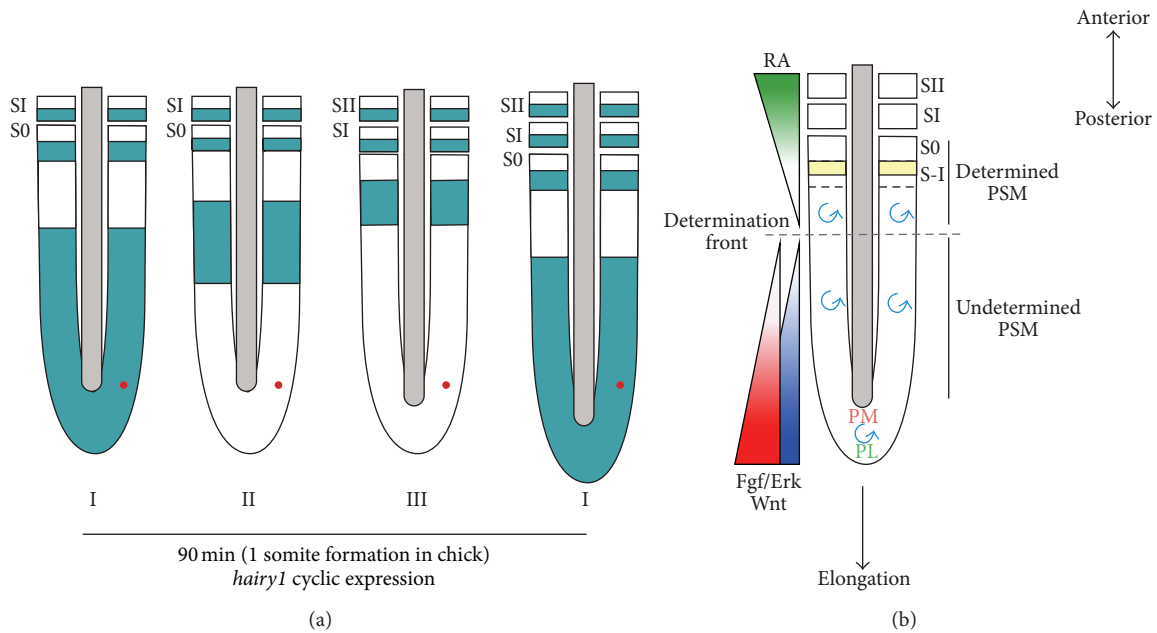 SI
S0
SI
S0
SII
SI
SII
SI
S0
I
II
III
I
90 min (1 somite formation in chick)
hairy1 cyclic expression
(a)
RA
SII
SI
S0
S-I
Anterior
Posterior
Determined
PSM
Determination
front
Undetermined
PSM
PM
PL
Fgf/Erk
Wnt
Elongation
(b)